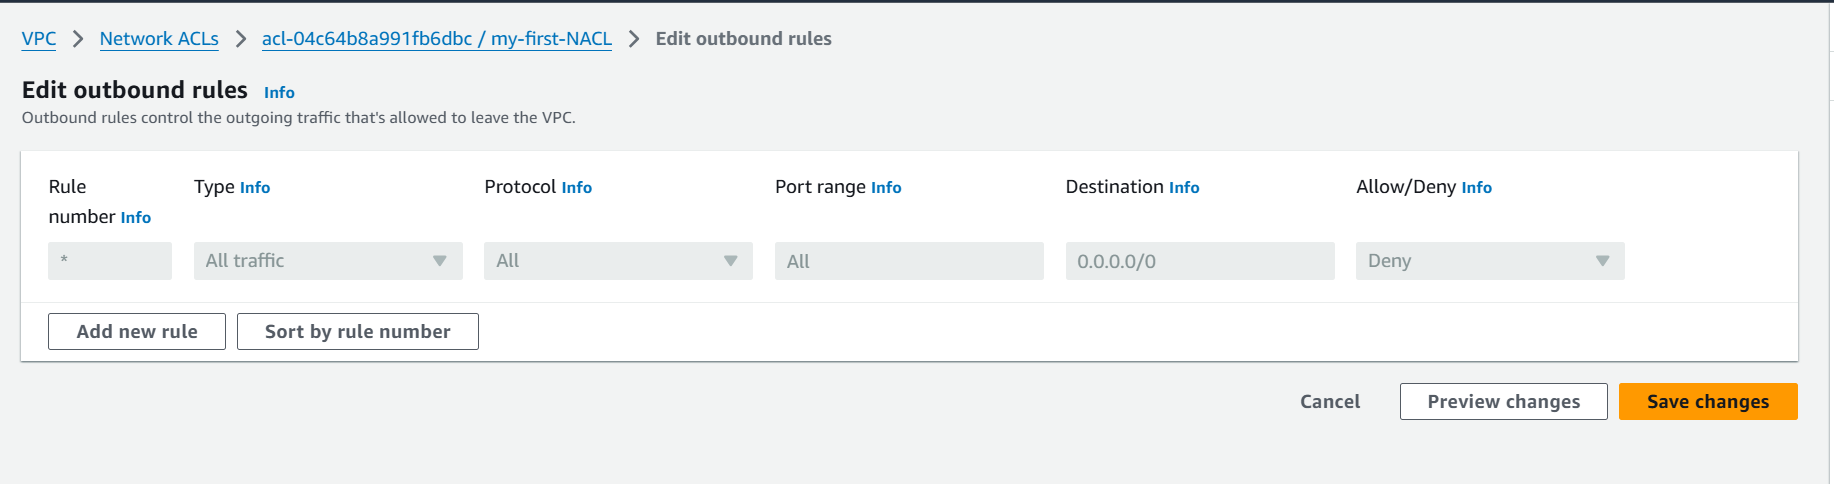 VPC > Network ACLs > acl-04c64b8a991fb6dbc / my-first-NACL > Edit outbound rules
Edit outbound rules Info
Outbound rules control the outgoing traffic that's allowed to leave the VPC.
Rule number Info Type Info Protocol Info Port range Info Destination Info Allow/Deny Info
* All traffic All All 0.0.0.0/0 Deny
Add new rule Sort by rule number
Cancel Preview changes Save changes